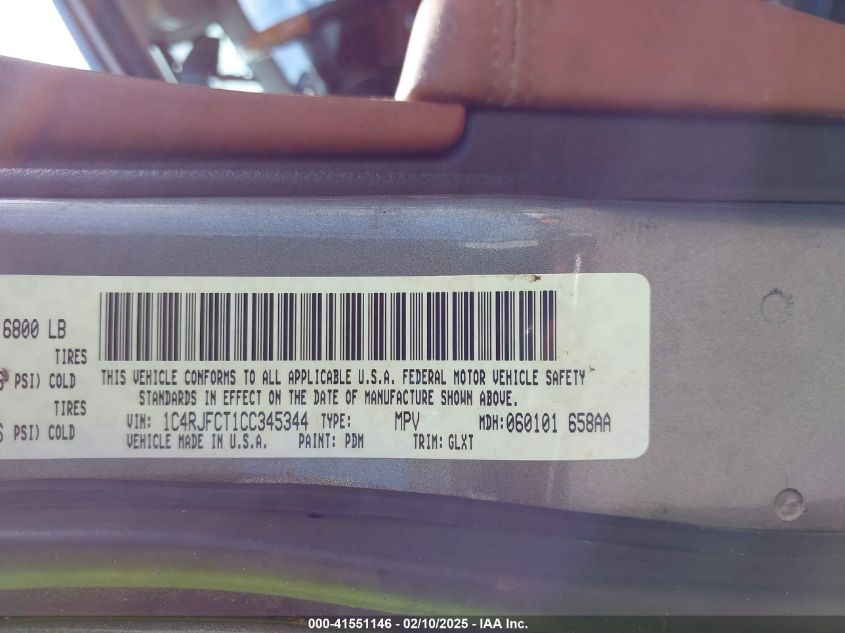 6800 LB
TIRES
PSI) COLD
TIRES
PSI) COLD
THIS VEHICLE CONFORMS TO ALL APPLICABLE U.S.A. FEDERAL MOTOR VEHICLE SAFETY
STANDARDS IN EFFECT ON THE DATE OF MANUFACTURE SHOWN ABOVE.
VIN: 1C4RJFCT1CC345344 TYPE: MPV MDH: 060101 658AA
VEHICLE MADE IN U.S.A. PAINT: PDM TRIM: GLXT
000-41551146 - 02/10/2025 - IAA Inc.